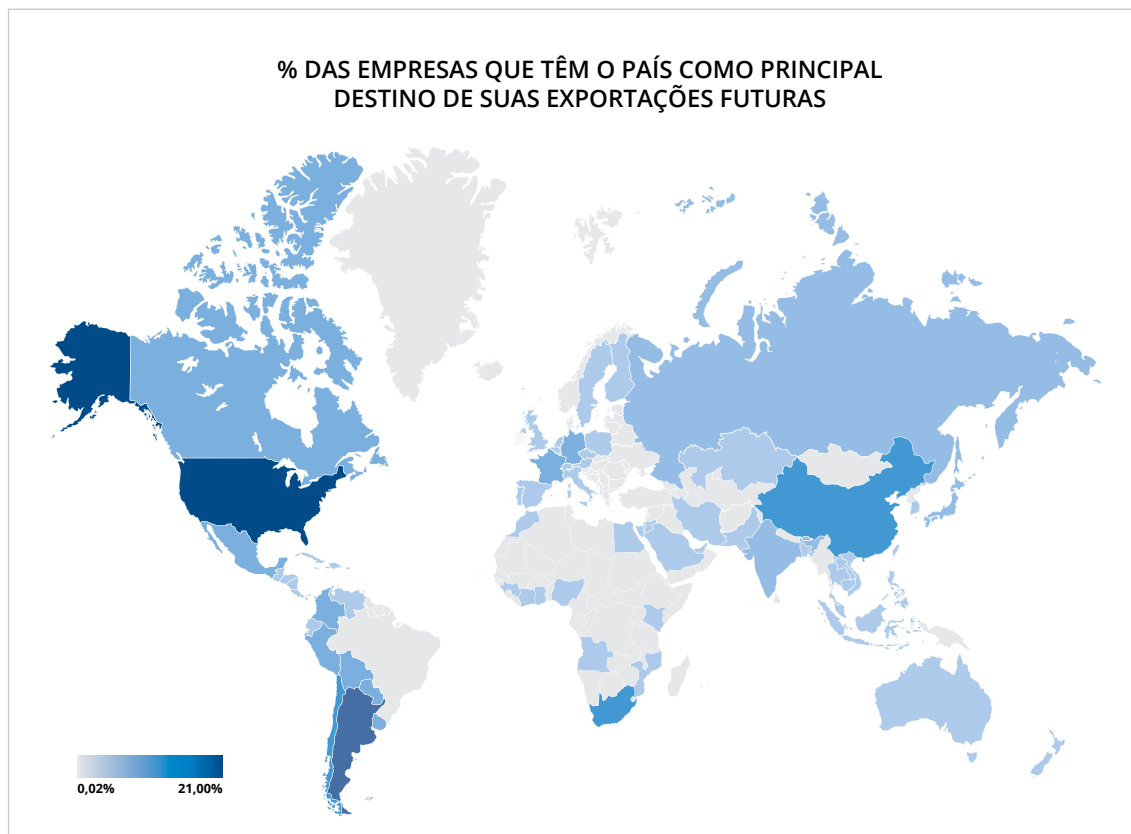 % DAS EMPRESAS QUE TÊM O PAÍS COMO PRINCIPAL
DESTINO DE SUAS EXPORTAÇÕES FUTURAS
0,02% 21,00%